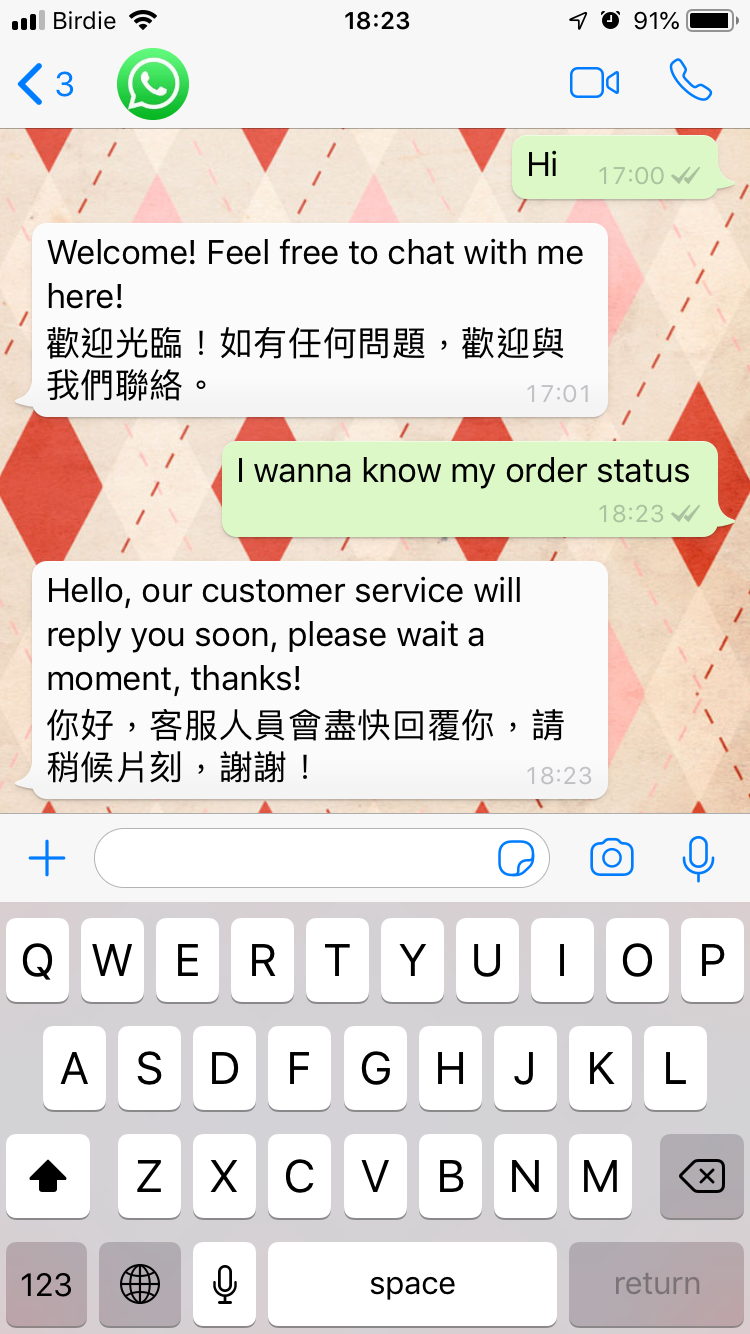 Birdie 18:23 91%
3
Hi 17:00
Welcome! Feel free to chat with me
here!
歡迎光臨！如有任何問題，歡迎與
我們聯絡。 17:01
I wanna know my order status
18:23
Hello, our customer service will
reply you soon, please wait a
moment, thanks!
你好，客服人員會盡快回覆你，請
稍候片刻，謝謝！ 18:23
Q W E R T Y U I O P
A S D F G H J K L
Z X C V B N M
123 space return